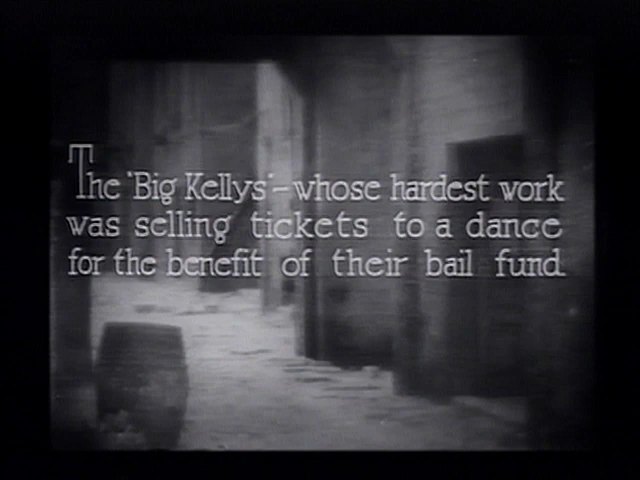 The 'Big Kellys' - whose hardest work
was selling tickets to a dance
for the benefit of their bail fund